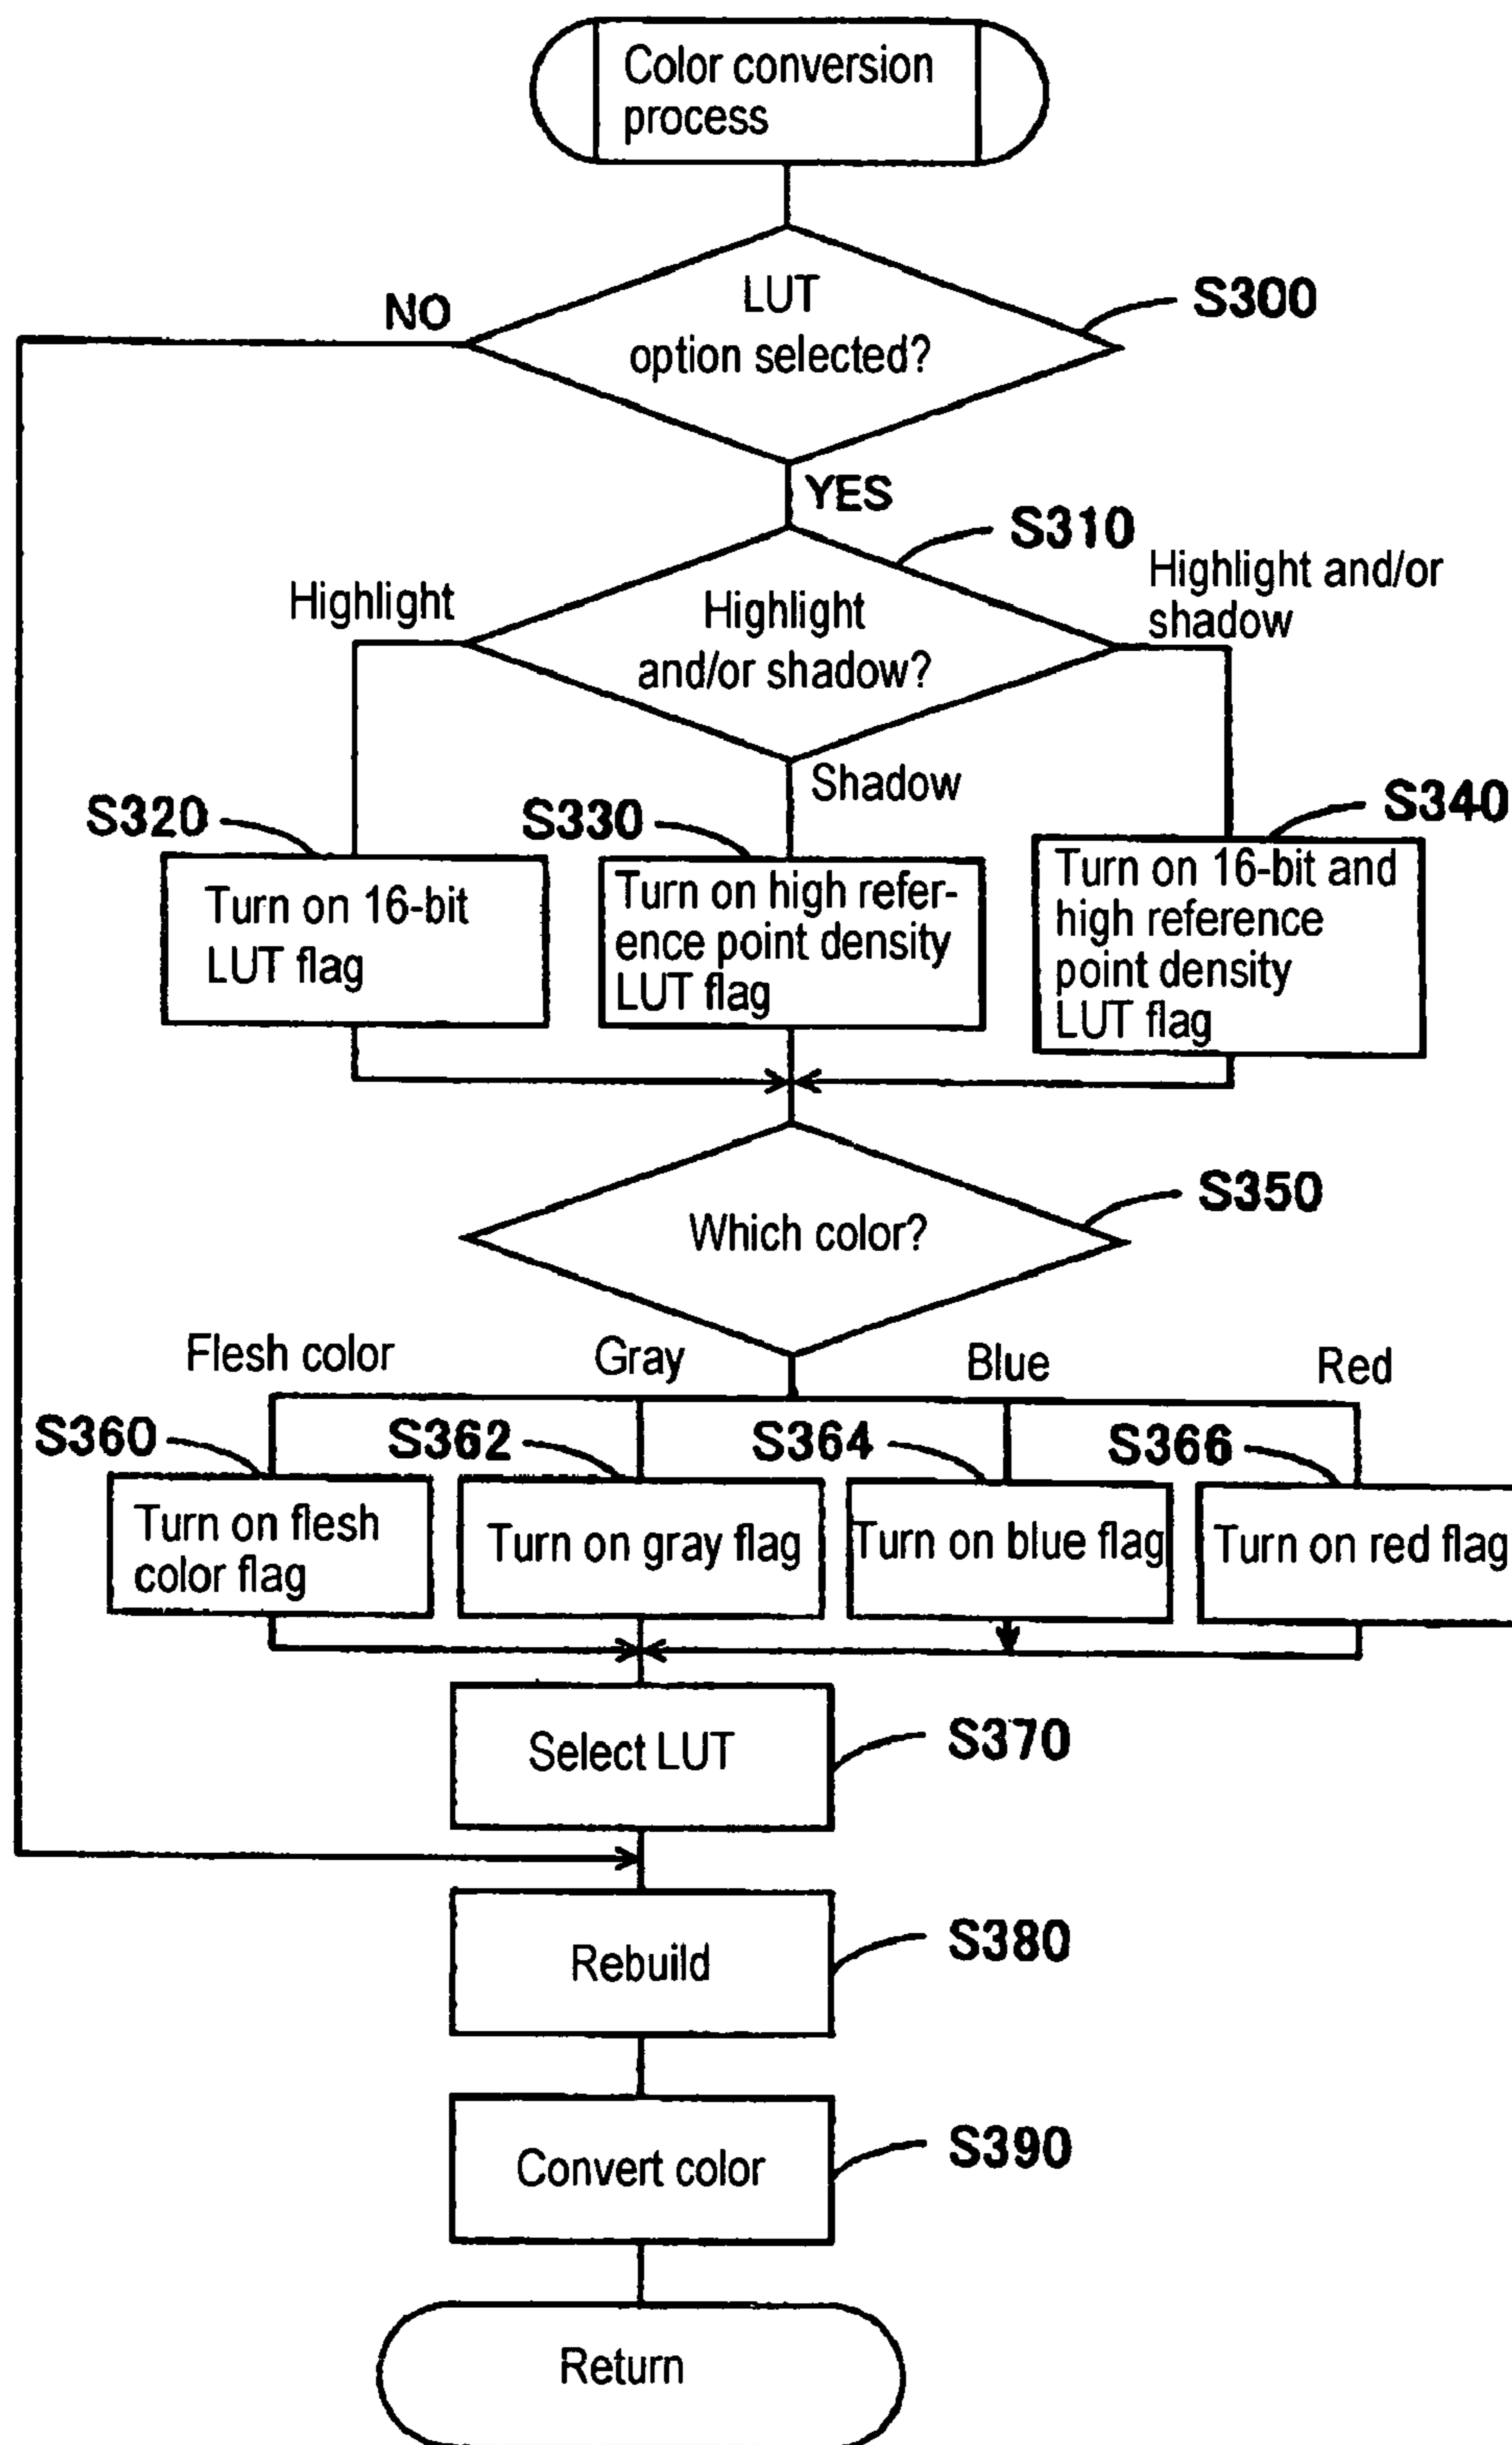 Color conversion
process
LUT
option selected?
NO
S300
YES
S310
Highlight
Highlight
and/or shadow?
Highlight and/or
shadow
Shadow
S320
S330
S340
Turn on 16-bit
LUT flag
Turn on high refer-
ence point density
LUT flag
Turn on 16-bit and
high reference
point density
LUT flag
Which color?
S350
Flesh color
Gray
Blue
Red
S360
S362
S364
S366
Turn on flesh
color flag
Turn on gray flag
Turn on blue flag
Turn on red flag
Select LUT
S370
Rebuild
S380
Convert color
S390
Return